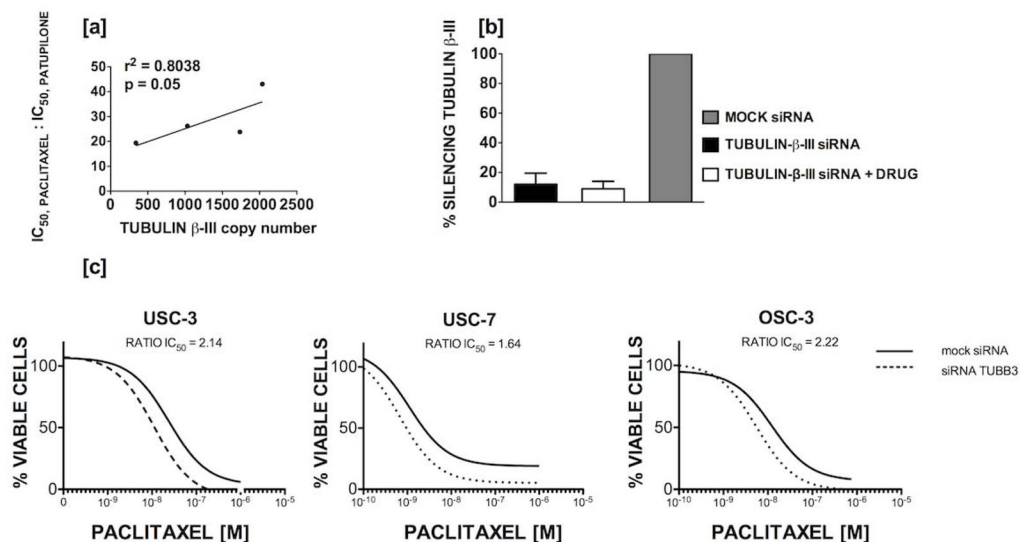 [a]
IC50, PACLITAXEL : IC50, PATUPILONE
50
40
30
20
10
0
r² = 0.8038
p = 0.05
0 500 1000 1500 2000 2500
TUBULIN β-III copy number
[b]
% SILENCING TUBULIN β-III
100
80
60
40
20
0
MOCK siRNA
TUBULIN-β-III siRNA
TUBULIN-β-III siRNA + DRUG
[c]
USC-3
RATIO IC50 = 2.14
% VIABLE CELLS
100
50
0
0 10⁻⁹ 10⁻⁸ 10⁻⁷ 10⁻⁶ 10⁻⁵
PACLITAXEL [M]
USC-7
RATIO IC50 = 1.64
% VIABLE CELLS
100
50
0
10⁻¹⁰ 10⁻⁹ 10⁻⁸ 10⁻⁷ 10⁻⁶ 10⁻⁵
PACLITAXEL [M]
OSC-3
RATIO IC50 = 2.22
% VIABLE CELLS
100
50
0
10⁻¹⁰ 10⁻⁹ 10⁻⁸ 10⁻⁷ 10⁻⁶ 10⁻⁵
PACLITAXEL [M]
mock siRNA
siRNA TUBB3